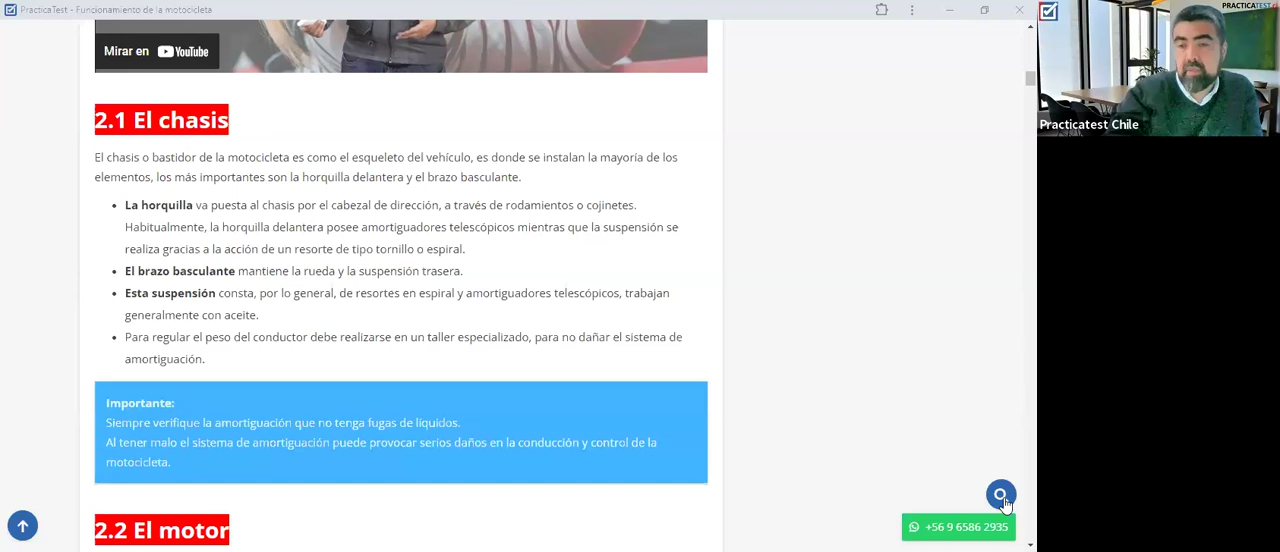 PracticaTest - Funcionamiento de la motocicleta
PRACTICATEST.cl
Mirar en YouTube
Practicatest Chile
2.1 El chasis
El chasis o bastidor de la motocicleta es como el esqueleto del vehículo, es donde se instalan la mayoría de los
elementos, los más importantes son la horquilla delantera y el brazo basculante.
La horquilla va puesta al chasis por el cabezal de dirección, a través de rodamientos o cojinetes.
Habitualmente, la horquilla delantera posee amortiguadores telescópicos mientras que la suspensión se
realiza gracias a la acción de un resorte de tipo tornillo o espiral.
El brazo basculante mantiene la rueda y la suspensión trasera.
Esta suspensión consta, por lo general, de resortes en espiral y amortiguadores telescópicos, trabajan
generalmente con aceite.
Para regular el peso del conductor debe realizarse en un taller especializado, para no dañar el sistema de
amortiguación.
Importante:
Siempre verifique la amortiguación que no tenga fugas de líquidos.
Al tener malo el sistema de amortiguación puede provocar serios daños en la conducción y control de la
motocicleta.
2.2 El motor
+56 9 6586 2935